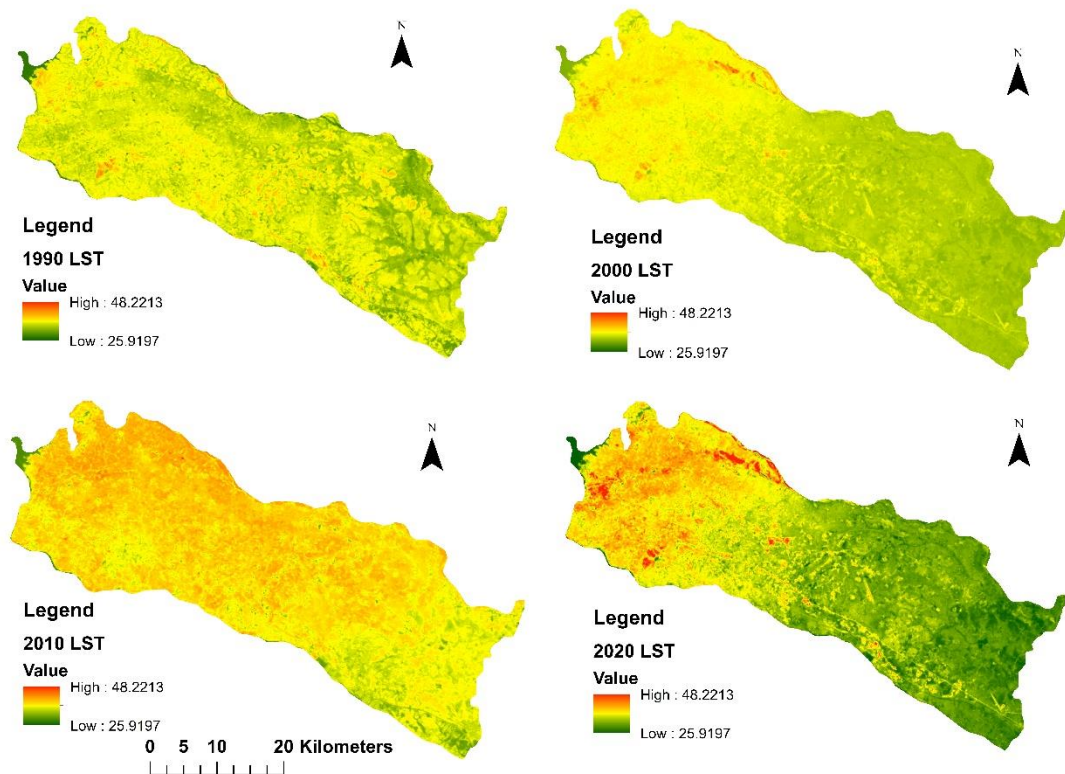 N
Legend
1990 LST
Value
High : 48.2213
Low : 25.9197
N
Legend
2000 LST
Value
High : 48.2213
Low : 25.9197
N
Legend
2010 LST
Value
High : 48.2213
Low : 25.9197
0 5 10 20 Kilometers
N
Legend
2020 LST
Value
High : 48.2213
Low : 25.9197